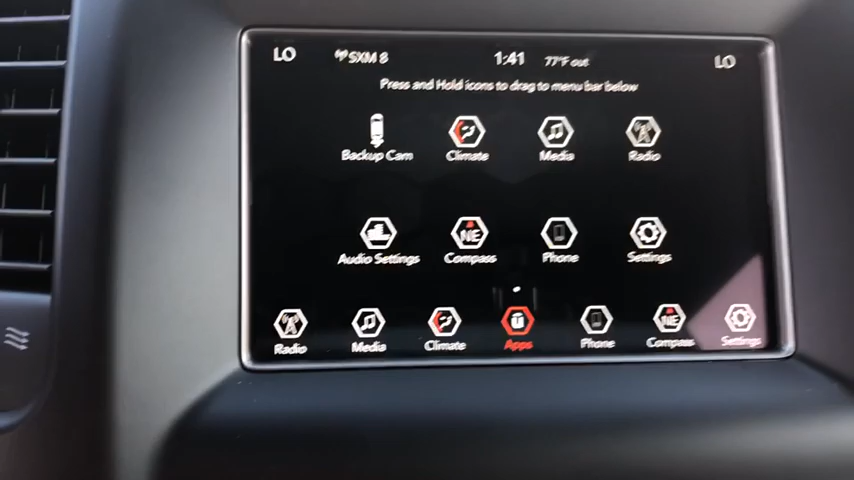 LO SXM 8 1:41 77°F out LO
Press and Hold icons to drag to menu bar below
Backup Cam Climate Media Radio
NE
Audio Settings Compass Phone Settings
NE
Radio Media Climate Apps Phone Compass Settings